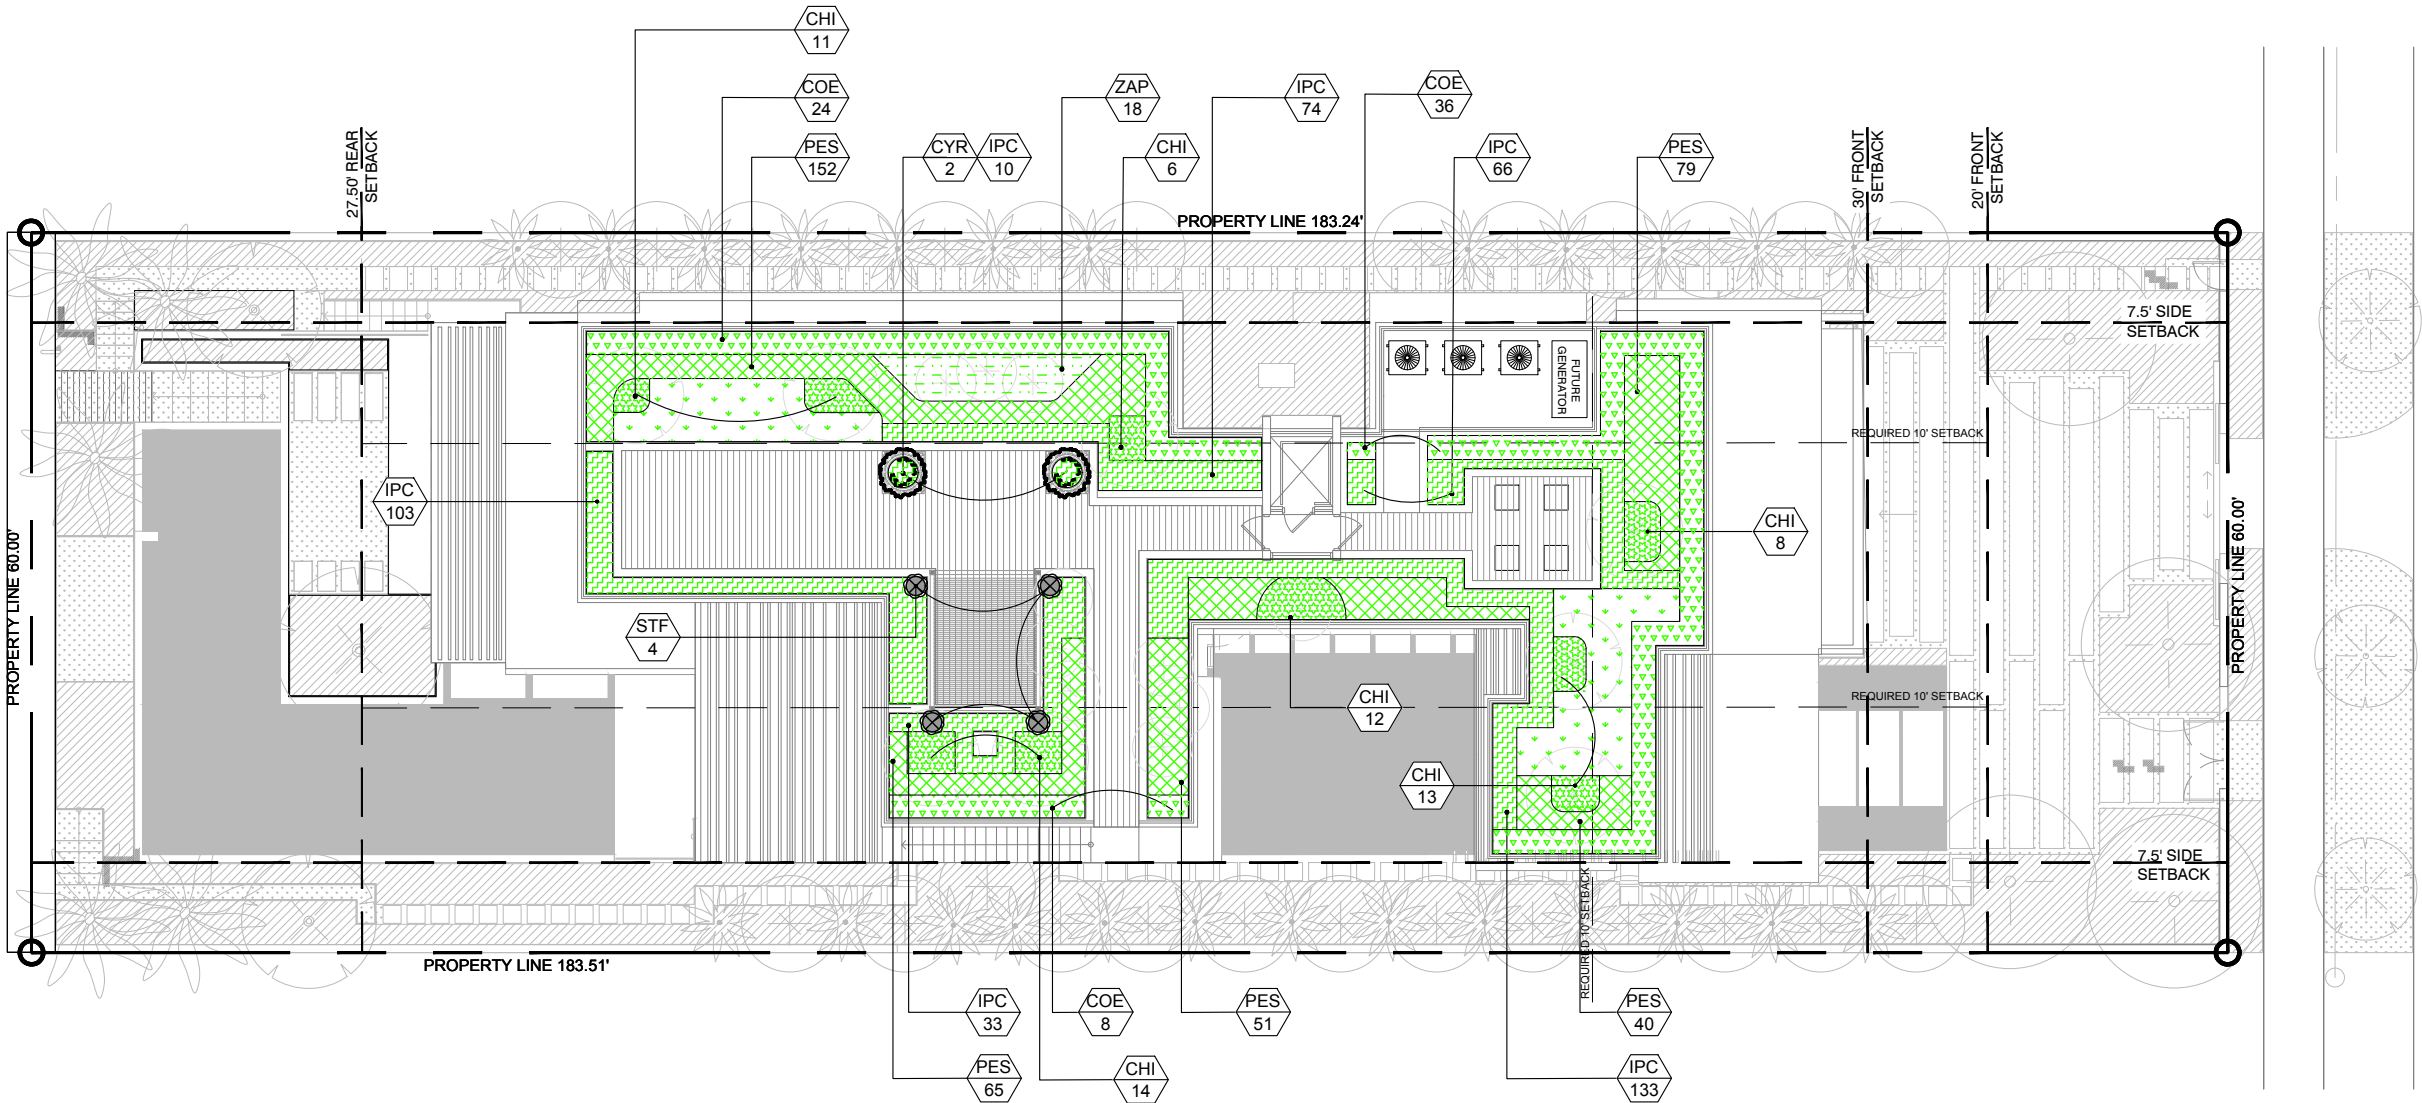 CHI
11
COE
24
PES
152
CYR
2
IPC
10
ZAP
18
CHI
6
IPC
74
COE
36
IPC
66
PES
79
27.50' REAR
SETBACK
30' FRONT
SETBACK
20' FRONT
SETBACK
PROPERTY LINE 183.24'
7.5' SIDE
SETBACK
FUTURE
GENERATOR
REQUIRED 10' SETBACK
IPC
103
CHI
8
PROPERTY LINE 60.00'
PROPERTY LINE 60.00'
STF
4
CHI
12
REQUIRED 10' SETBACK
CHI
13
7.5' SIDE
SETBACK
REQUIRED 10' SETBACK
PROPERTY LINE 183.51'
IPC
33
COE
8
PES
51
PES
40
PES
65
CHI
14
IPC
133